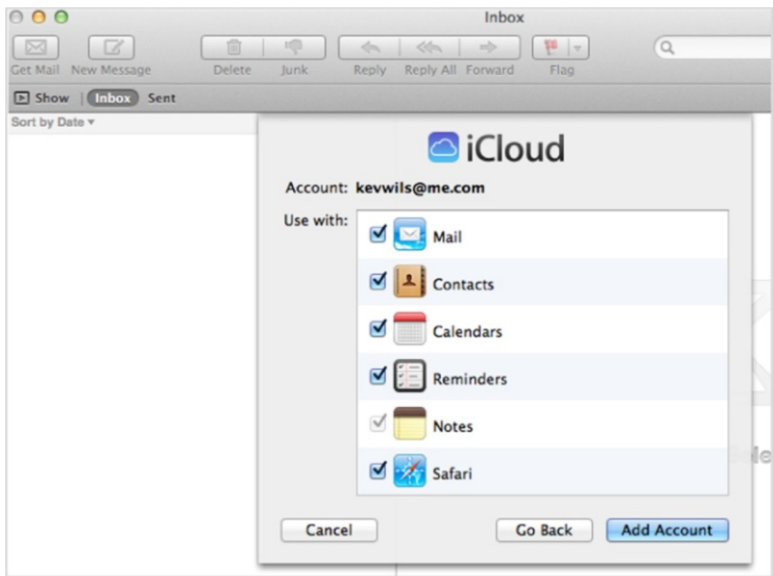 Inbox
Get Mail New Message Delete Junk Reply Reply All Forward Flag
Show Inbox Sent
Sort by Date
iCloud
Account: kevwils@me.com
Use with:
Mail
Contacts
Calendars
Reminders
Notes
Safari
Cancel Go Back Add Account